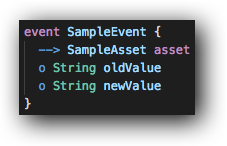 event SampleEvent {
--> SampleAsset asset
o String oldValue
o String newValue
}